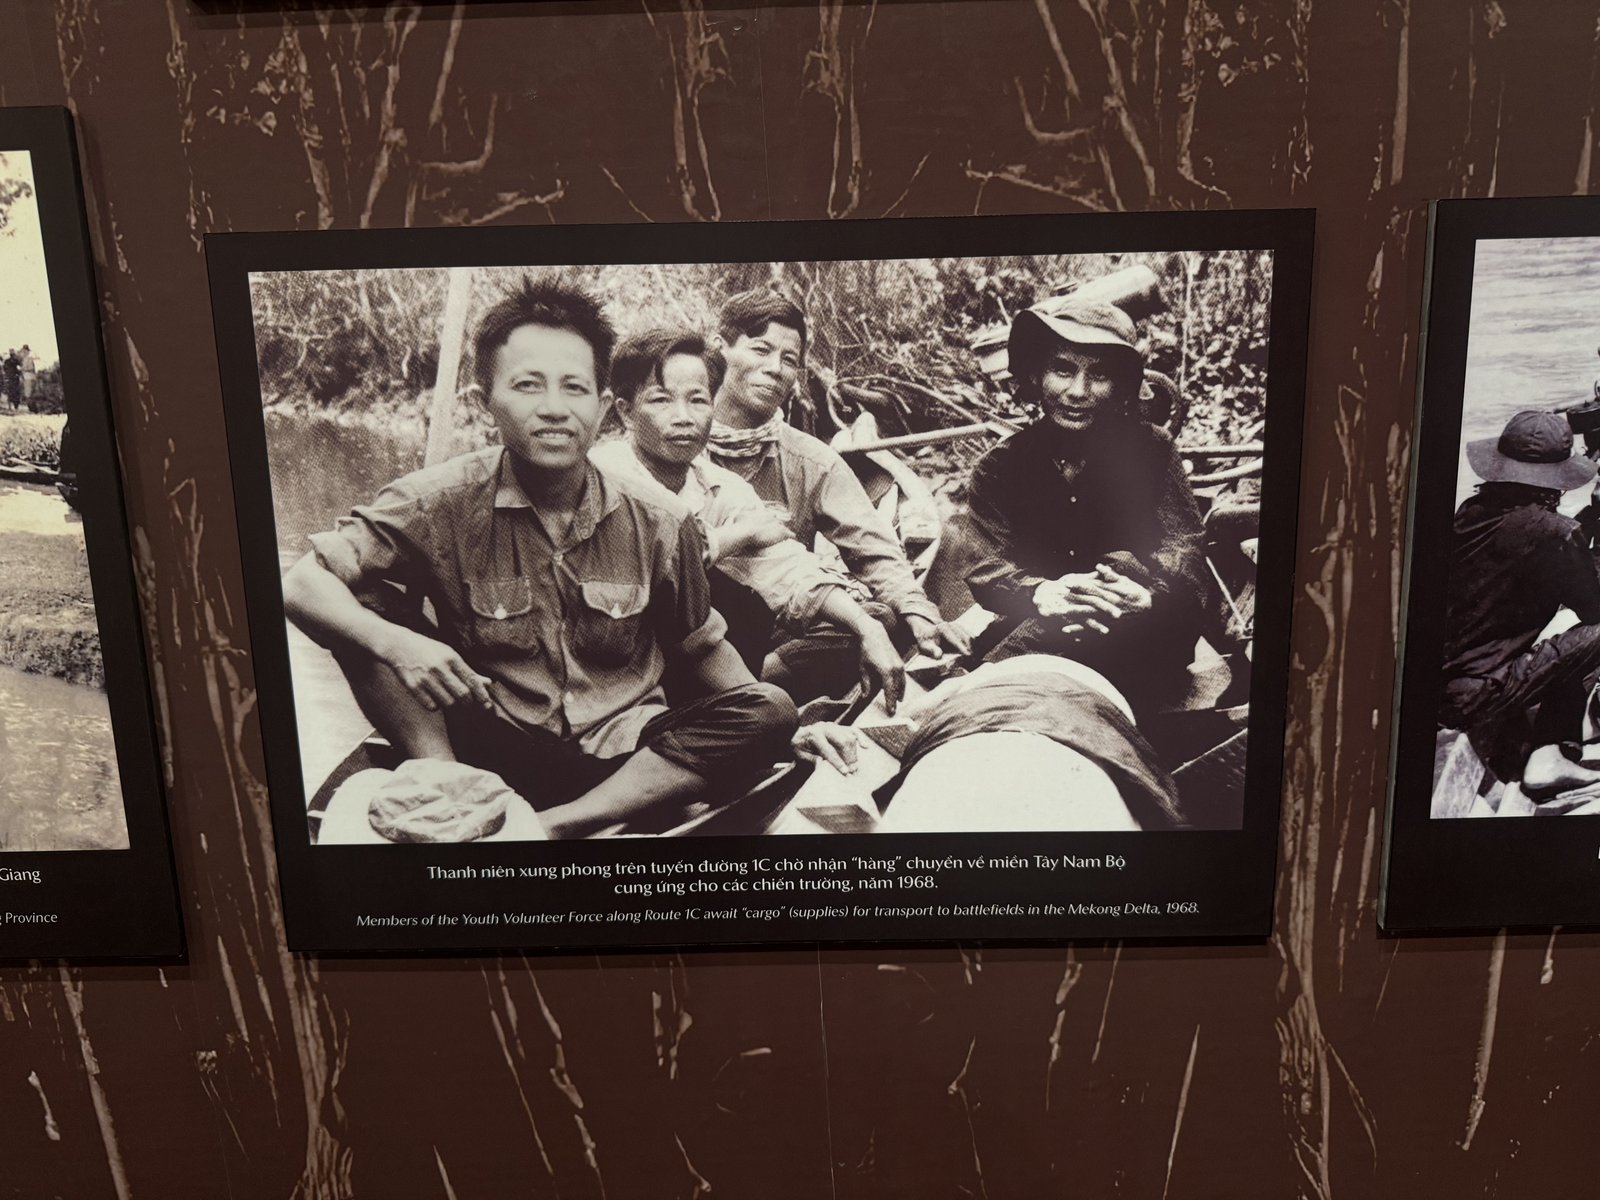 Giang
Province
Thanh niên xung phong trên tuyến đường 1C chờ nhận “hàng” chuyển về miền Tây Nam Bộ
cung ứng cho các chiến trường, năm 1968.
Members of the Youth Volunteer Force along Route 1C await “cargo” (supplies) for transport to battlefields in the Mekong Delta, 1968.